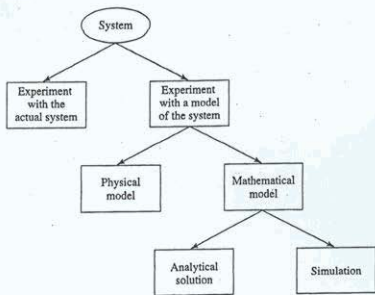 System
Experiment
with the
actual system
Experiment
with a model
of the system
Physical
model
Mathematical
model
Analytical
solution
Simulation